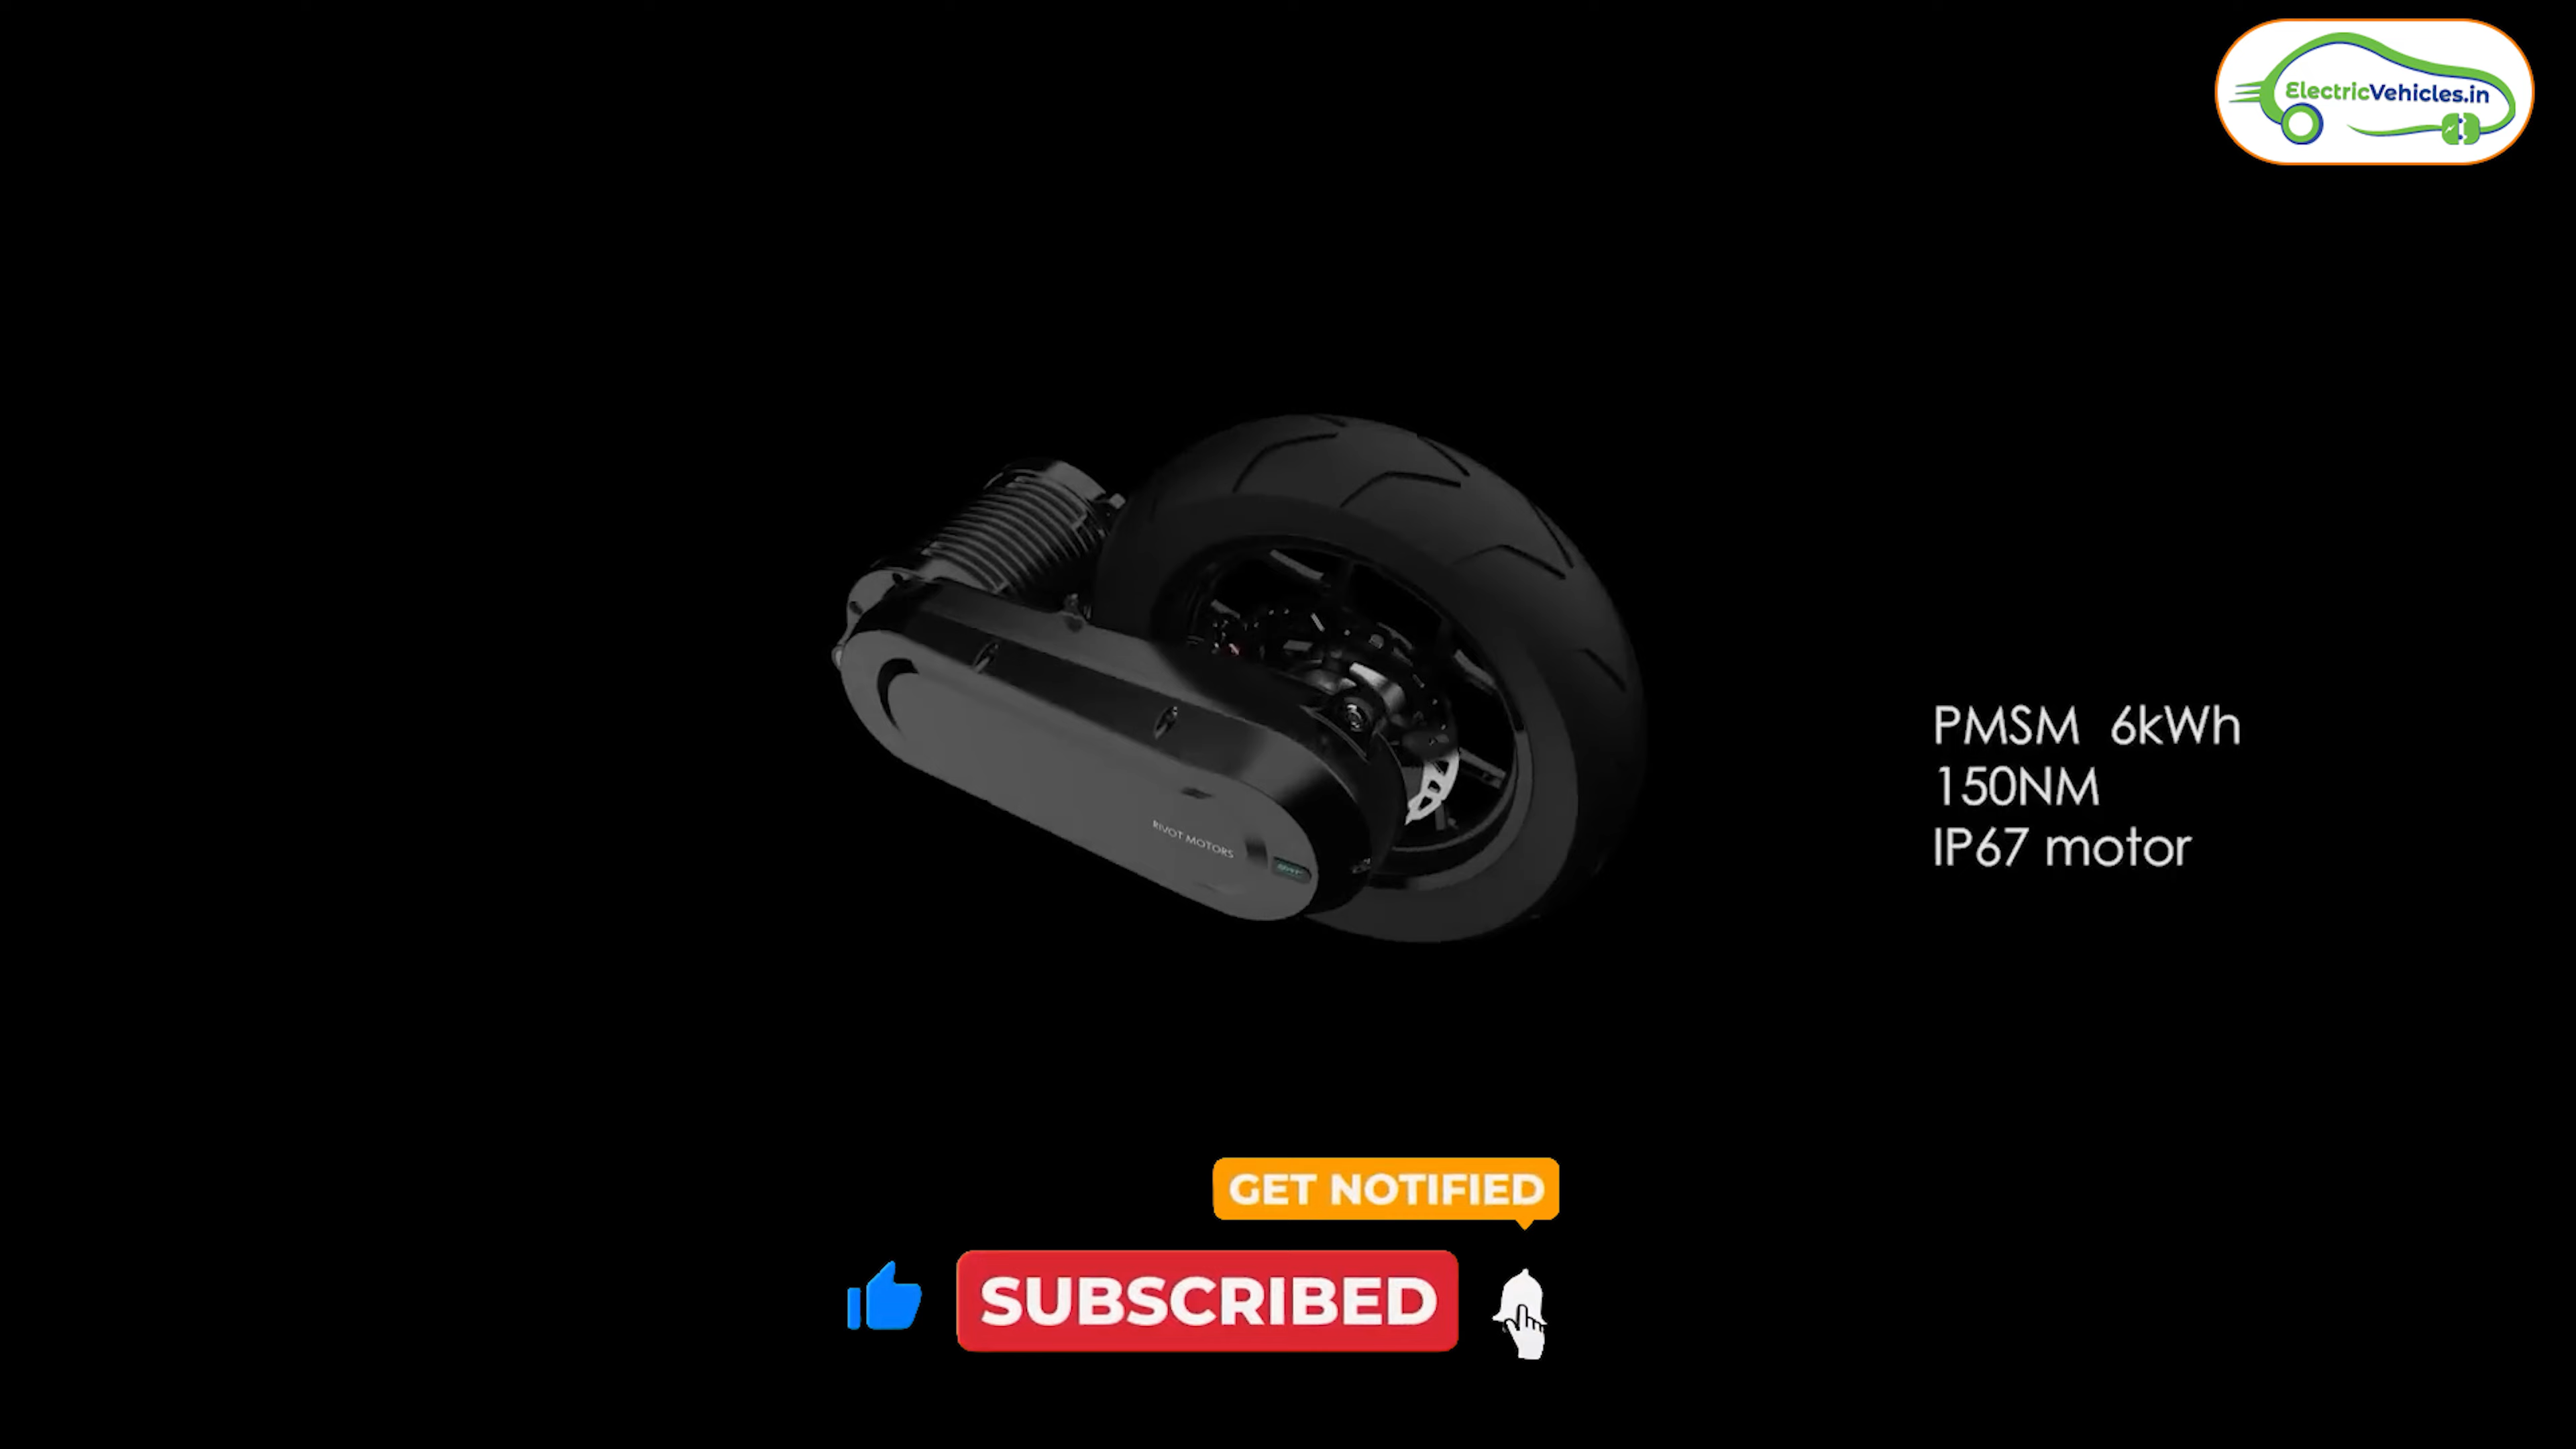 ElectricVehicles.in
PMSM 6kWh
150NM
IP67 motor
RIVOT MOTORS
GET NOTIFIED
SUBSCRIBED